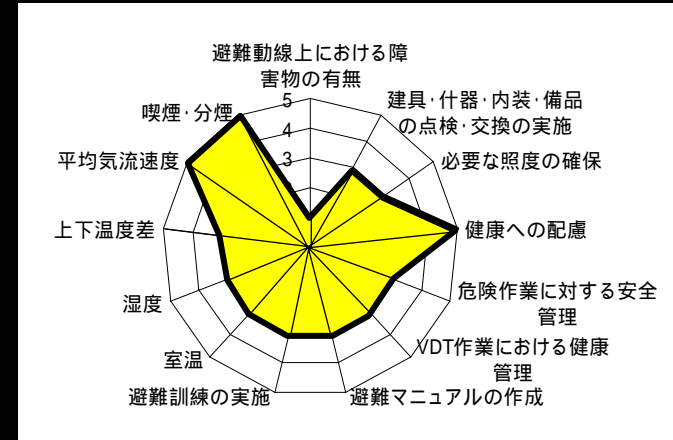 避難動線上における障
害物の有無
建具・什器・内装・備品
の点検・交換の実施
必要な照度の確保
健康への配慮
危険作業に対する安全
管理
VDT作業における健康
管理
避難マニュアルの作成
避難訓練の実施
室温
湿度
上下温度差
平均気流速度
喫煙・分煙
5
4
3